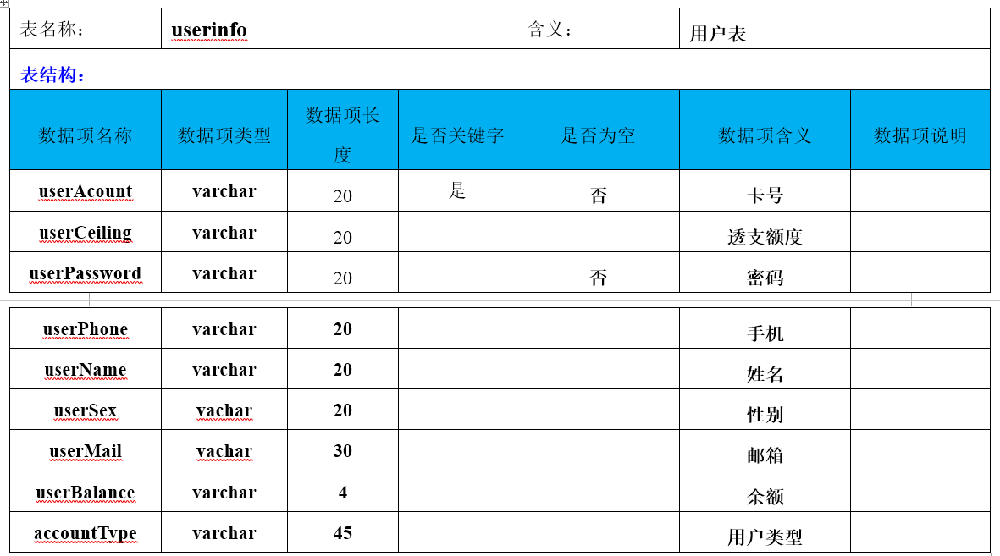 表名称： userinfo 含义： 用户表
表结构：
数据项名称 数据项类型 数据项长度 是否关键字 是否为空 数据项含义 数据项说明
userAcount varchar 20 是 否 卡号
userCeiling varchar 20 透支额度
userPassword varchar 20 否 密码
userPhone varchar 20 手机
userName varchar 20 姓名
userSex vachar 20 性别
userMail vachar 30 邮箱
userBalance varchar 4 余额
accountType varchar 45 用户类型